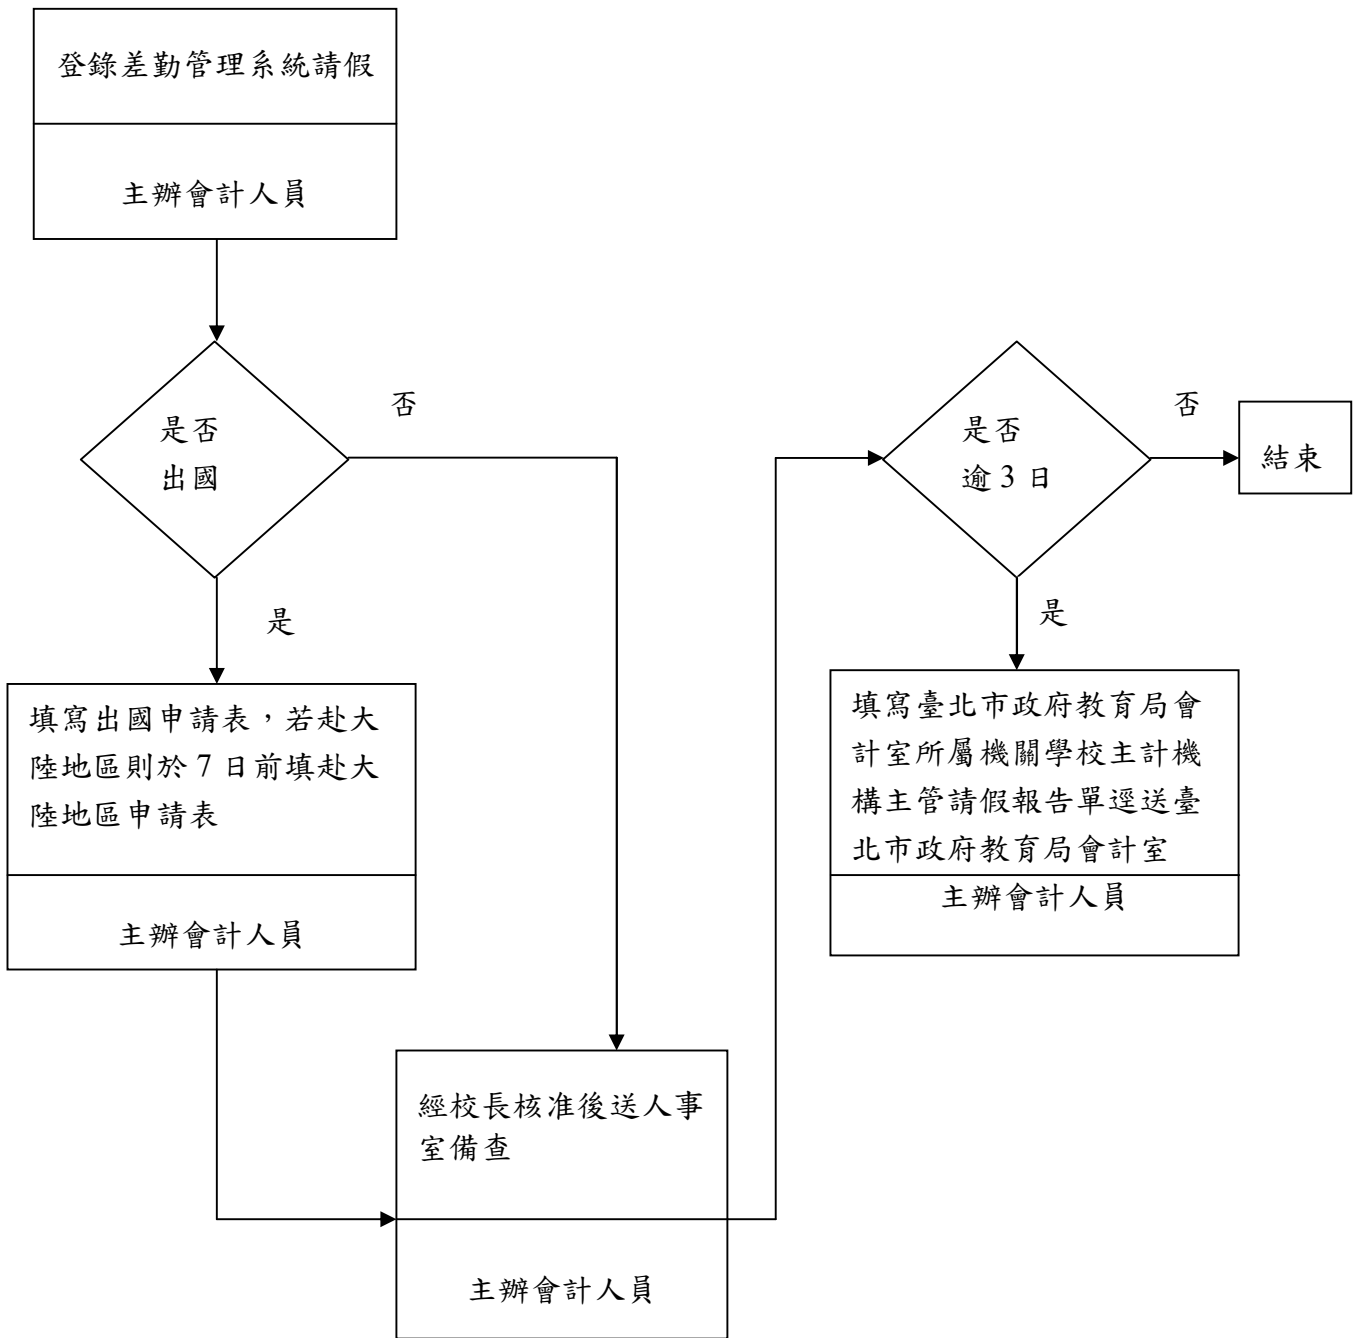 登錄差勤管理系統請假
主辦會計人員
是否
出國
否
是
填寫出國申請表，若赴大
陸地區則於 7 日前填赴大
陸地區申請表
主辦會計人員
經校長核准後送人事
室備查
主辦會計人員
是否
逾 3 日
否
結束
是
填寫臺北市政府教育局會
計室所屬機關學校主計機
構主管請假報告單逕送臺
北市政府教育局會計室
主辦會計人員